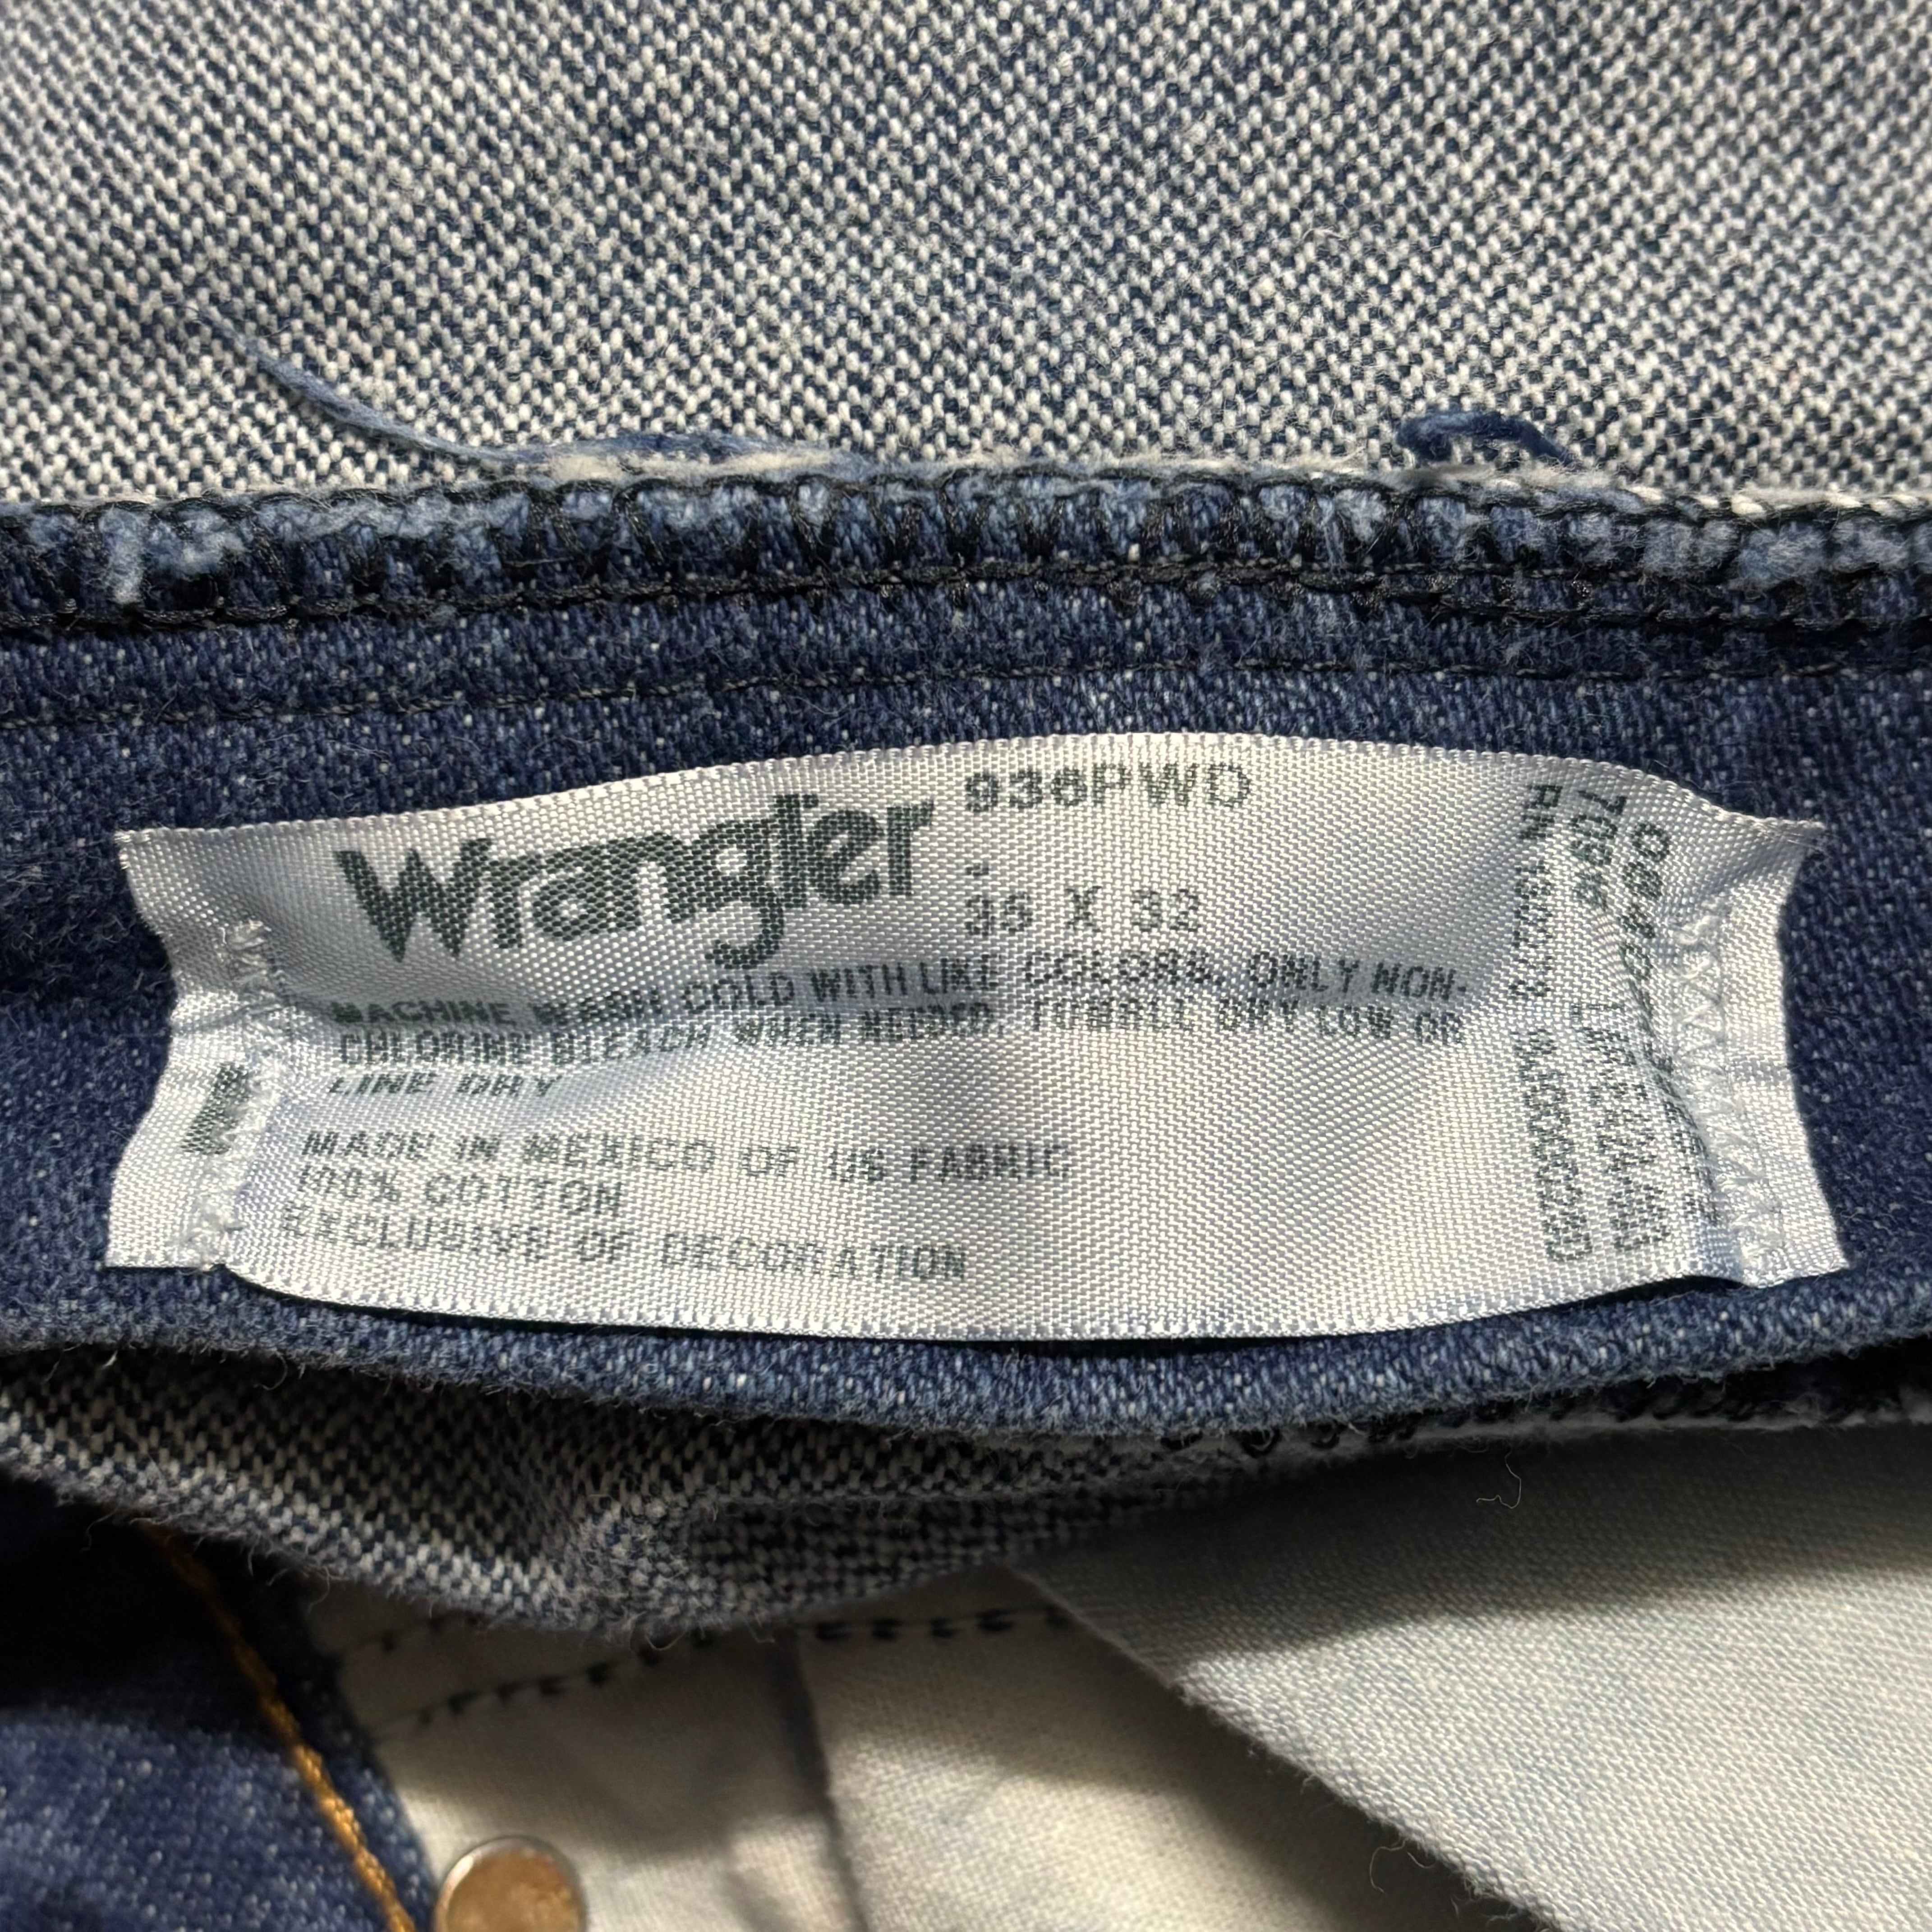 Wrangler
936PWD
-
36 X 32
MACHINE WASH COLD WITH LIKE COLORS. ONLY NON-
CHLORINE BLEACH WHEN NEEDED. TUMBLE DRY LOW OR
LINE DRY
MADE IN MEXICO OF US FABRIC
100% COTTON
EXCLUSIVE OF DECORATION